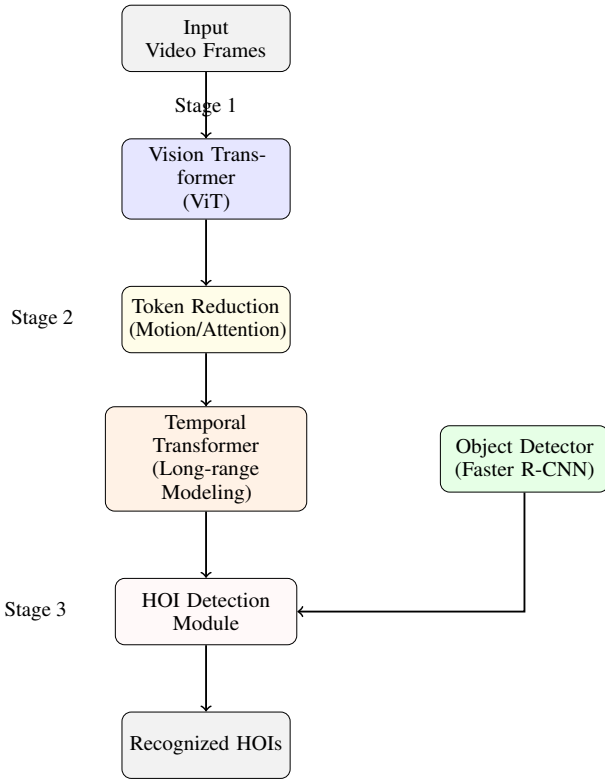 Input
Video Frames
Stage 1
Vision Trans-
former
(ViT)
Stage 2
Token Reduction
(Motion/Attention)
Temporal
Transformer
(Long-range
Modeling)
Object Detector
(Faster R-CNN)
Stage 3
HOI Detection
Module
Recognized HOIs